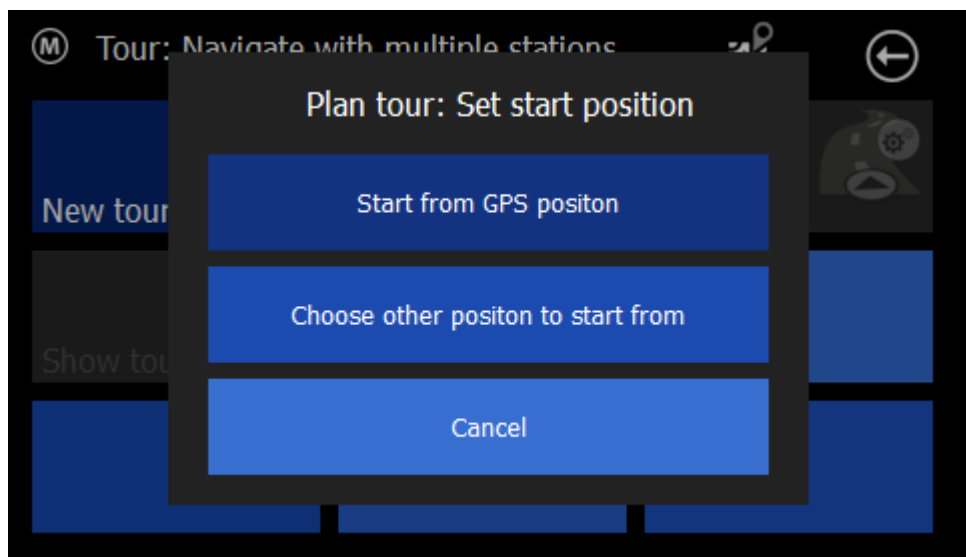 M Tour: Navigate with multiple stations
Plan tour: Set start position
Start from GPS positon
New tour
Choose other positon to start from
Show tou
Cancel